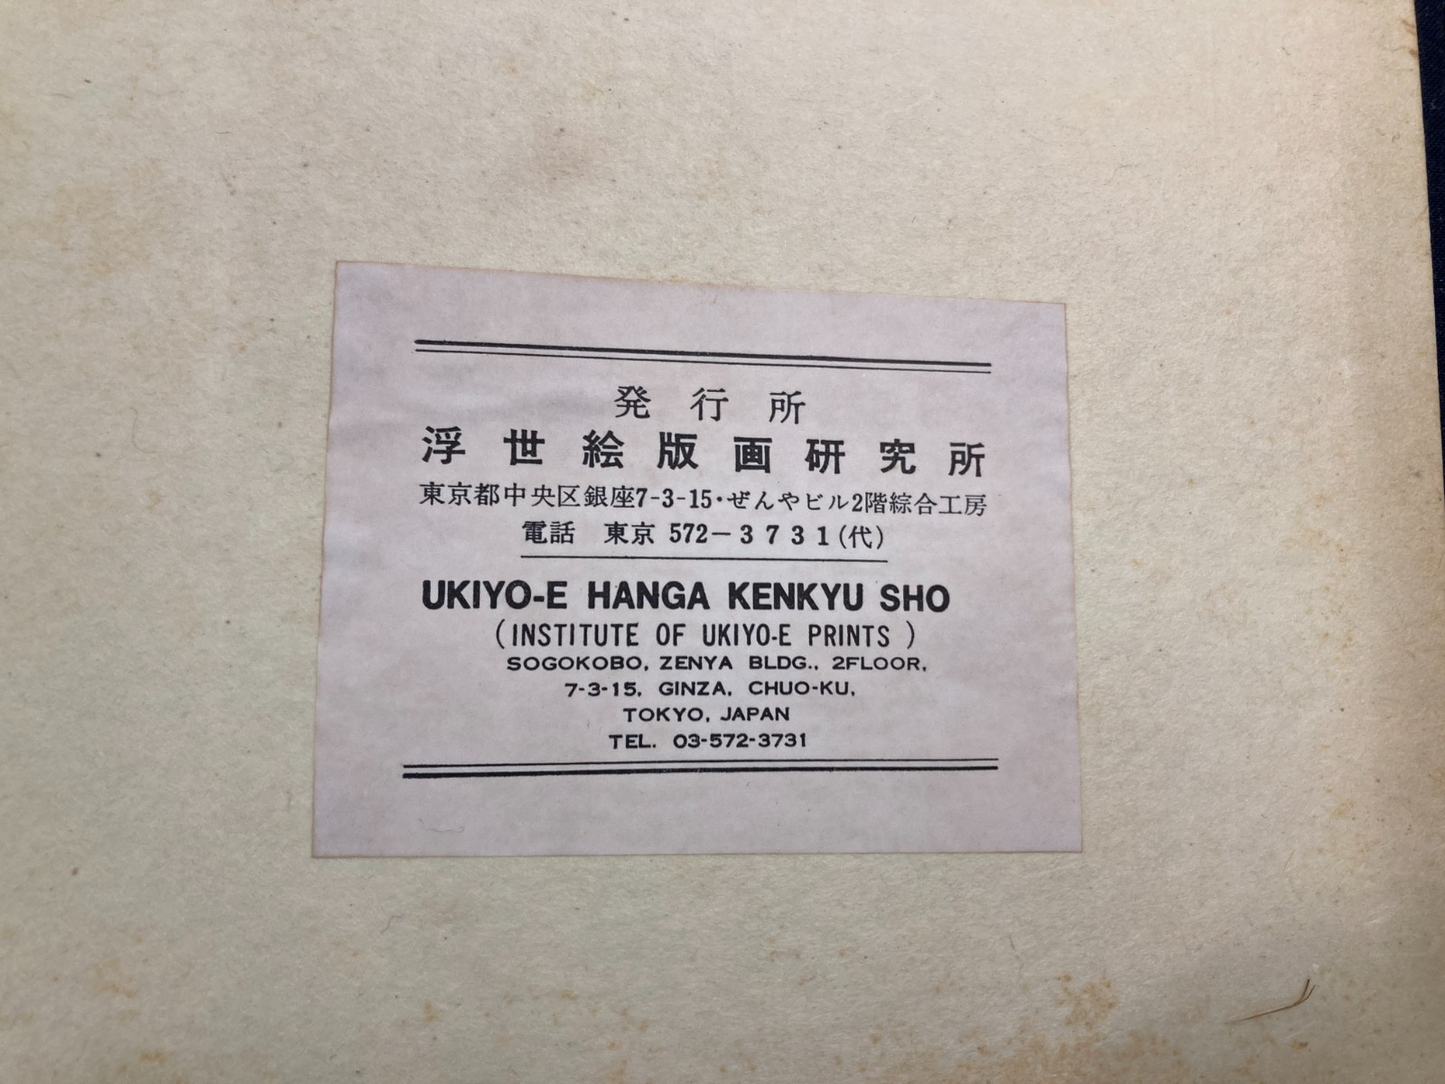 発行所
浮世絵版画研究所
東京都中央区銀座7-3-15・ぜんやビル2階綜合工房
電話 東京 572-3731(代)
UKIYO-E HANGA KENKYU SHO
(INSTITUTE OF UKIYO-E PRINTS )
SOGOKOBO, ZENYA BLDG., 2FLOOR,
7-3-15, GINZA, CHUO-KU,
TOKYO, JAPAN
TEL. 03-572-3731